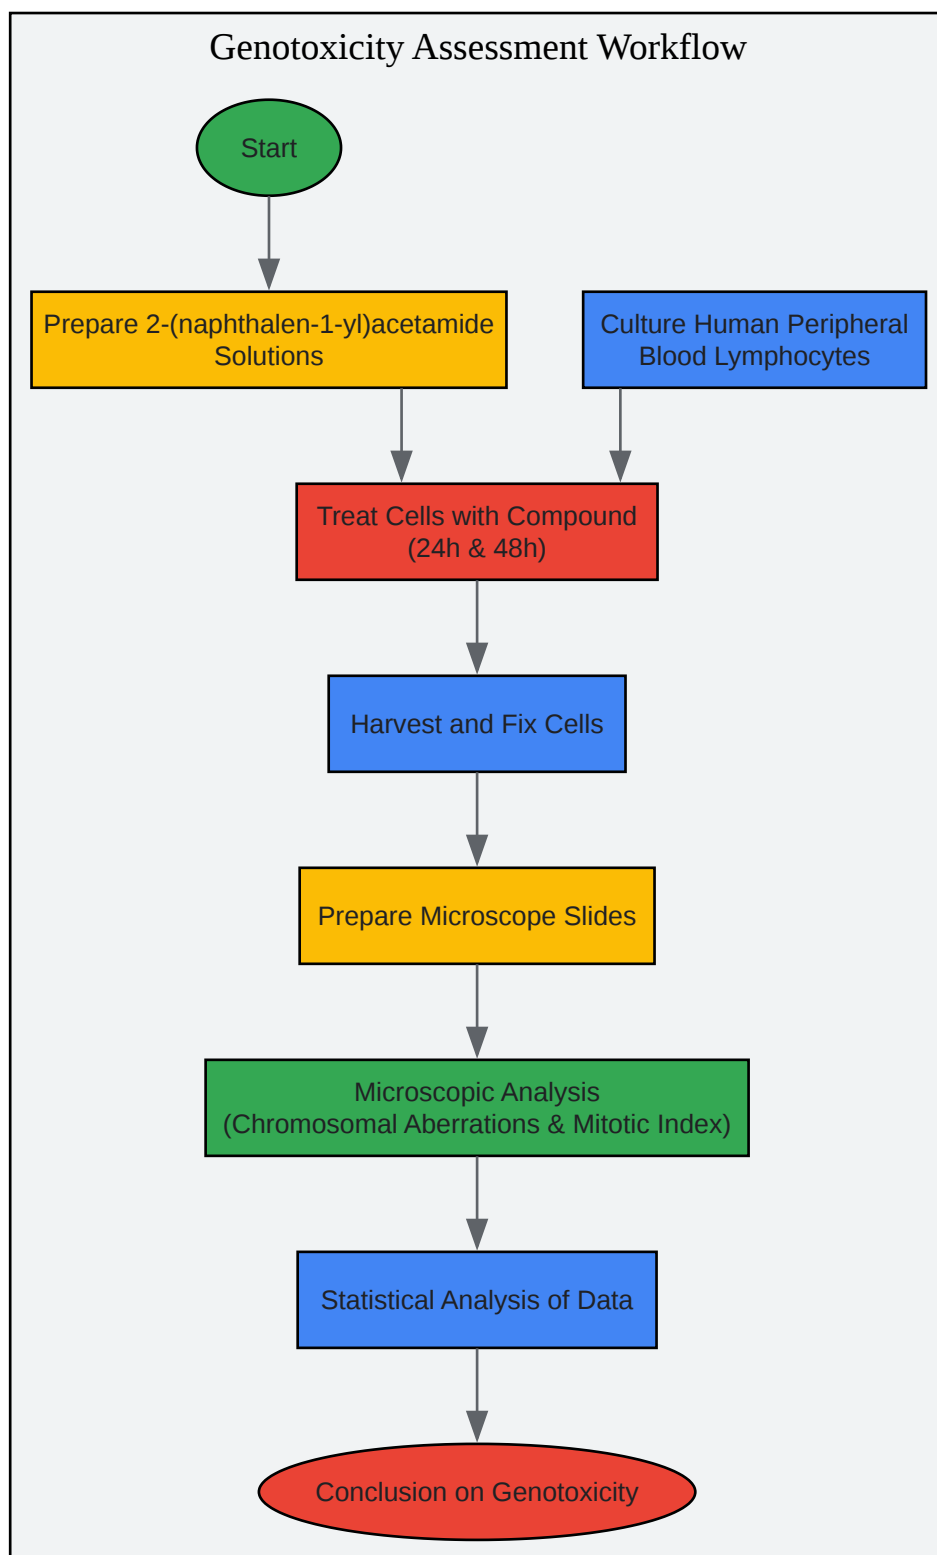 Genotoxicity Assessment Workflow
Start
Prepare 2-(naphthalen-1-yl)acetamide
Solutions
Culture Human Peripheral
Blood Lymphocytes
Treat Cells with Compound
(24h & 48h)
Harvest and Fix Cells
Prepare Microscope Slides
Microscopic Analysis
(Chromosomal Aberrations & Mitotic Index)
Statistical Analysis of Data
Conclusion on Genotoxicity